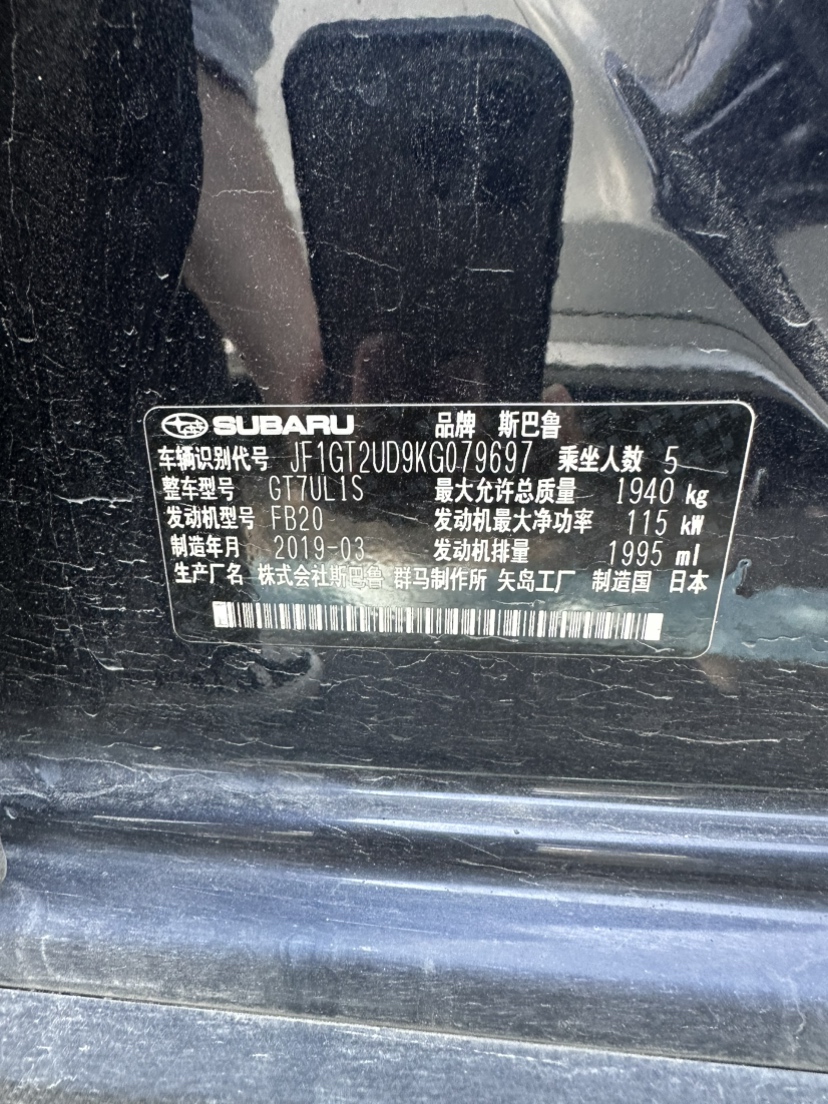 SUBARU 品牌 斯巴鲁
车辆识别代号 JF1GT2UD9KG079697 乘坐人数 5
整车型号 GT7UL1S 最大允许总质量 1940 kg
发动机型号 FB20 发动机最大净功率 115 kW
制造年月 2019-03 发动机排量 1995 ml
生产厂名 株式会社斯巴鲁 群马制作所 矢岛工厂 制造国 日本